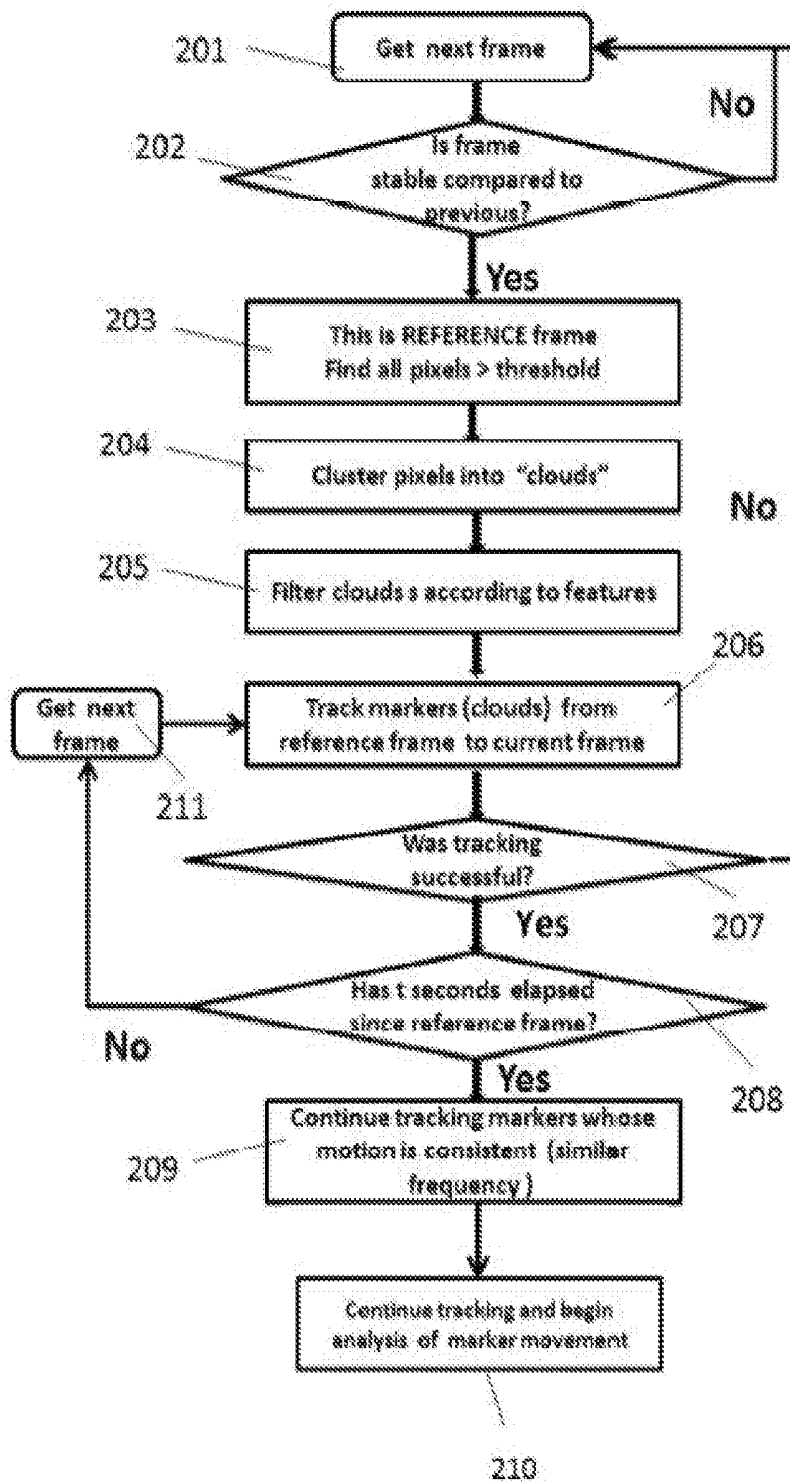 201
Get next frame
No
202
Is frame
stable compared to
previous?
Yes
203
This is REFERENCE frame
Find all pixels > threshold
204
Cluster pixels into "clouds"
No
205
Filter clouds s according to features
206
Get next
frame
Track markers (clouds) from
reference frame to current frame
211
Was tracking
successful?
207
Yes
Has t seconds elapsed
since reference frame?
No
208
Yes
209
Continue tracking markers whose
motion is consistent (similar
frequency)
Continue tracking and begin
analysis of marker movement
210